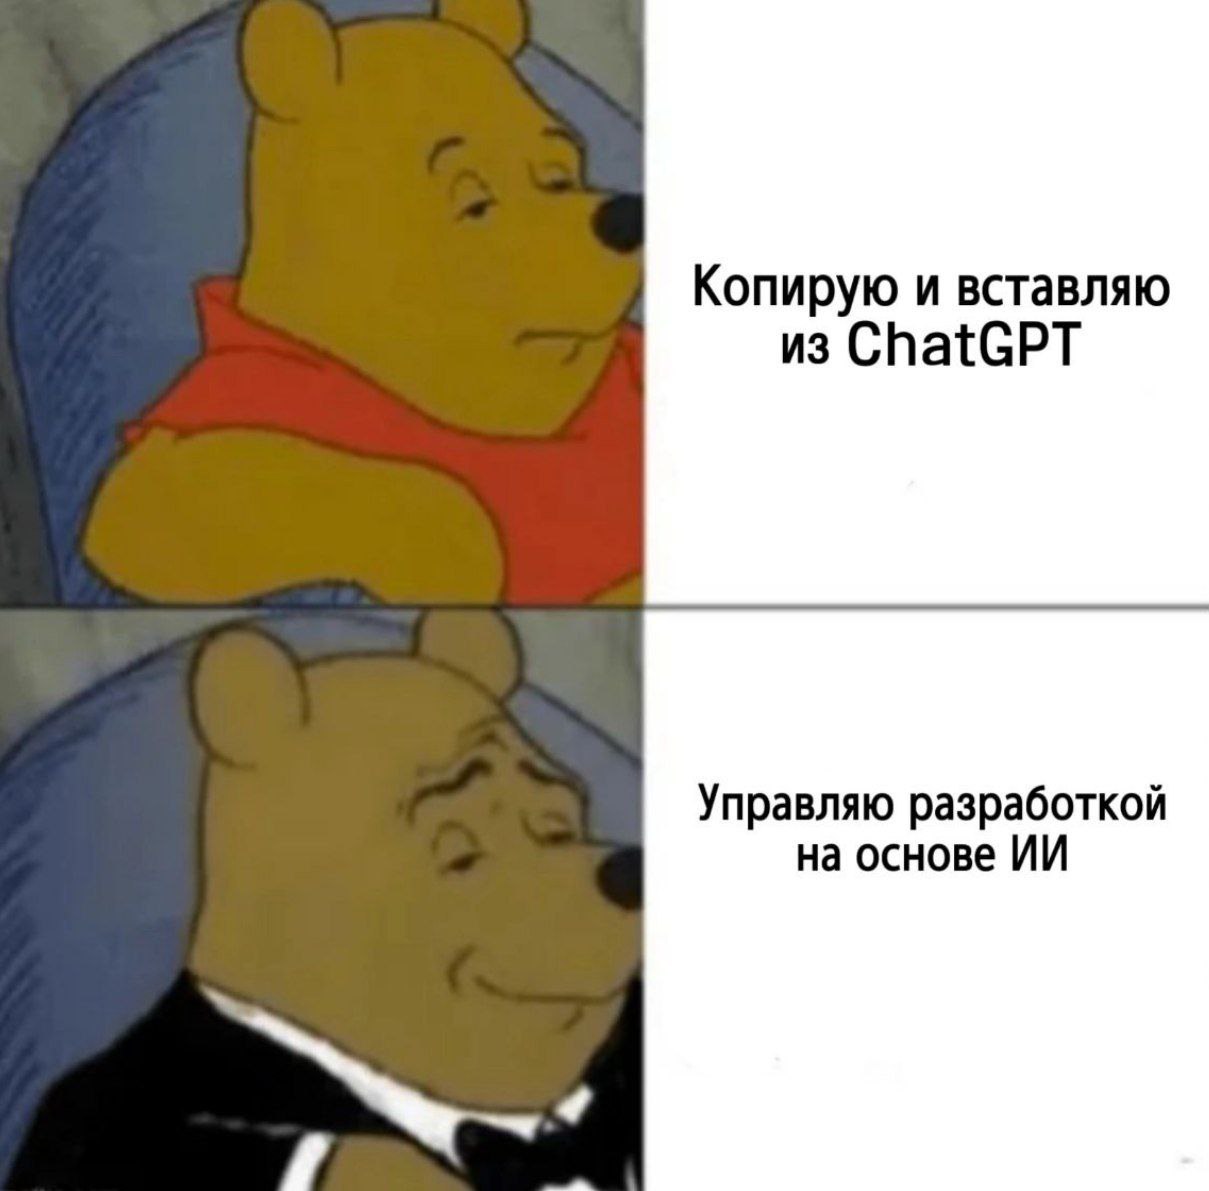 Копирую и вставляю
из ChatGPT
Управляю разработкой
на основе ИИ